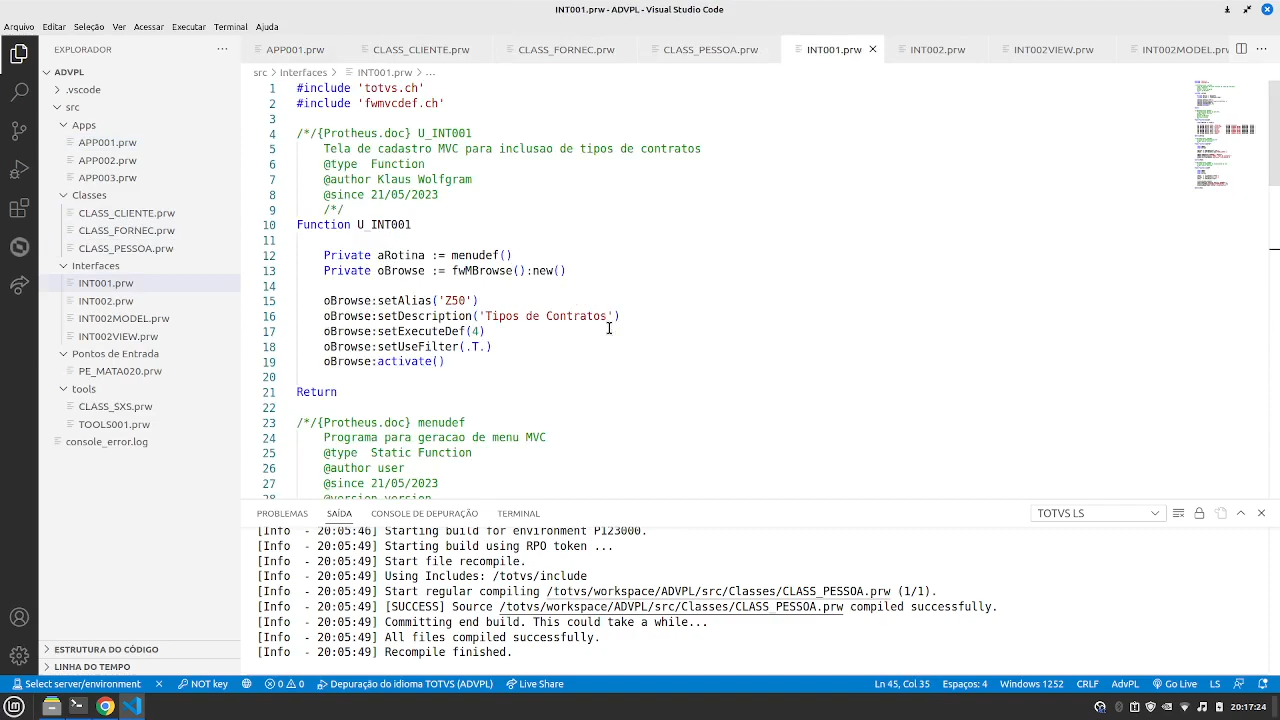 INT001.prw - ADVPL - Visual Studio Code
Arquivo Editar Seleção Ver Acessar Executar Terminal Ajuda
EXPLORADOR
APP001.prw CLASS_CLIENTE.prw CLASS_FORNEC.prw CLASS_PESSOA.prw INT001.prw INT002.prw INT002VIEW.prw INT002MODEL.prw
ADVPL
.vscode
src
Apps
APP001.prw
APP002.prw
APP003.prw
Classes
CLASS_CLIENTE.prw
CLASS_FORNEC.prw
CLASS_PESSOA.prw
Interfaces
INT001.prw
INT002.prw
INT002MODEL.prw
INT002VIEW.prw
Pontos de Entrada
PE_MATA020.prw
tools
CLASS_SXS.prw
TOOLS001.prw
console_error.log
ESTRUTURA DO CÓDIGO
LINHA DO TEMPO
src > Interfaces > INT001.prw > ...
1 #include 'totvs.ch'
2 #include 'fwmvcdef.ch'
3
4 /*/{Protheus.doc} U_INT001
5 Tela de cadastro MVC para inclusao de tipos de contratos
6 @type Function
7 @author Klaus Wolfgram
8 @since 21/05/2023
9 /*/
10 Function U_INT001
11
12 Private aRotina := menudef()
13 Private oBrowse := fwMBrowse():new()
14
15 oBrowse:setAlias('Z50')
16 oBrowse:setDescription('Tipos de Contratos')
17 oBrowse:setExecuteDef(4)
18 oBrowse:setUseFilter(.T.)
19 oBrowse:activate()
20
21 Return
22
23 /*/{Protheus.doc} menudef
24 Programa para geracao de menu MVC
25 @type Static Function
26 @author user
27 @since 21/05/2023
28 @version version
PROBLEMAS SAÍDA CONSOLE DE DEPURAÇÃO TERMINAL TOTVS LS
[Info - 20:05:46] Starting build for environment P123000.
[Info - 20:05:49] Starting build using RPO token ...
[Info - 20:05:49] Start file recompile.
[Info - 20:05:49] Using Includes: /totvs/include
[Info - 20:05:49] Start regular compiling /totvs/workspace/ADVPL/src/Classes/CLASS_PESSOA.prw (1/1).
[Info - 20:05:49] [SUCCESS] Source /totvs/workspace/ADVPL/src/Classes/CLASS_PESSOA.prw compiled successfully.
[Info - 20:05:49] Committing end build. This could take a while...
[Info - 20:05:49] All files compiled successfully.
[Info - 20:05:49] Recompile finished.
Select server/environment NOT key 0 0 Depuração do idioma TOTVS (ADVPL) Live Share Ln 45, Col 35 Espaços: 4 Windows 1252 CRLF AdvPL Go Live LS
20:17:24